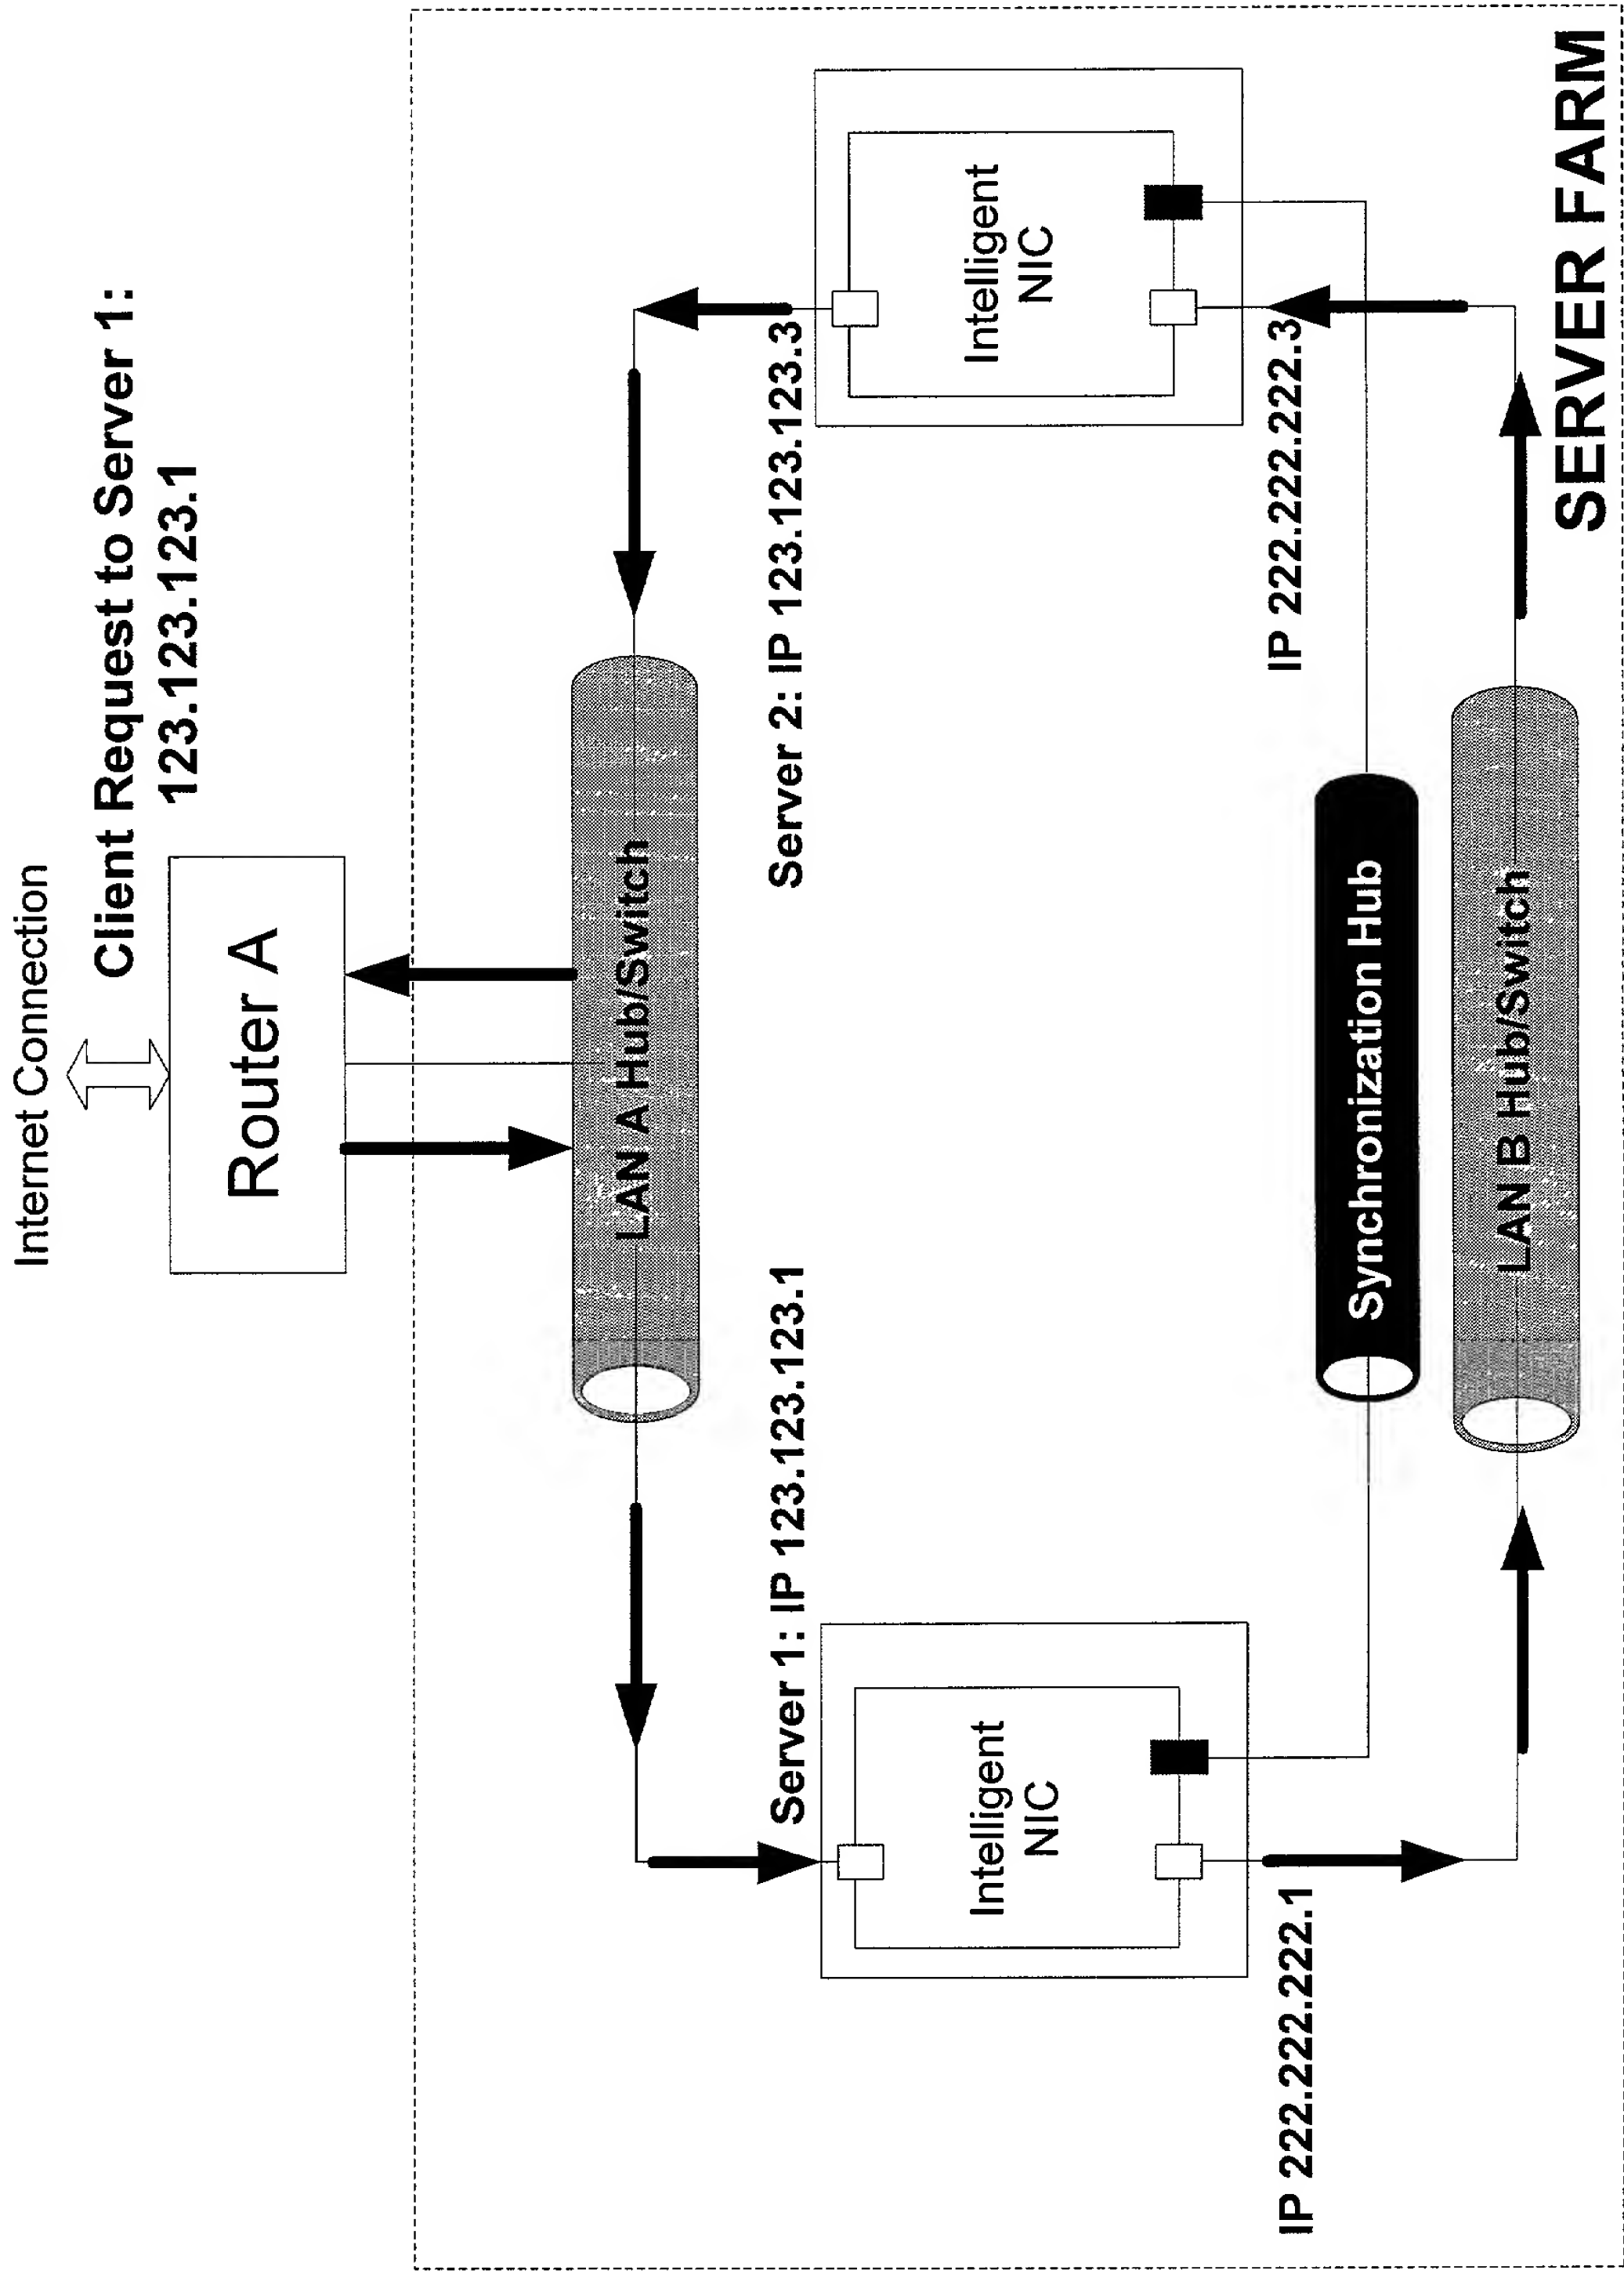 Internet Connection
Client Request to Server 1:
123.123.123.1
Router A
LAN A Hub/Switch
Server 1: IP 123.123.123.1
Server 2: IP 123.123.123.3
Intelligent
NIC
Intelligent
NIC
IP 222.222.222.1
IP 222.222.222.3
Synchronization Hub
LAN B Hub/Switch
SERVER FARM